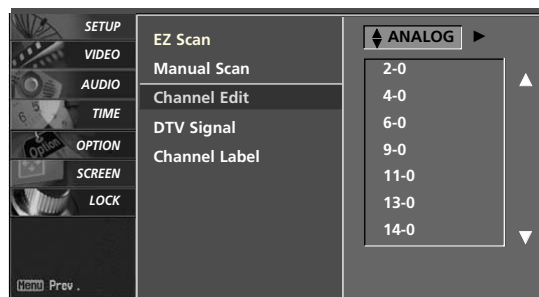 SETUP
VIDEO
AUDIO
TIME
OPTION
SCREEN
LOCK
Menu Prev.
EZ Scan
Manual Scan
Channel Edit
DTV Signal
Channel Label
ANALOG
2-0
4-0
6-0
9-0
11-0
13-0
14-0